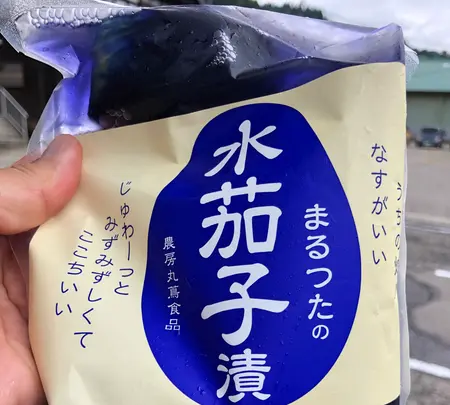 うちの
なすがいい
まるつたの
水茄子漬
農房丸蔦食品
じゅわーっと
みずみずしくて
ここちいい